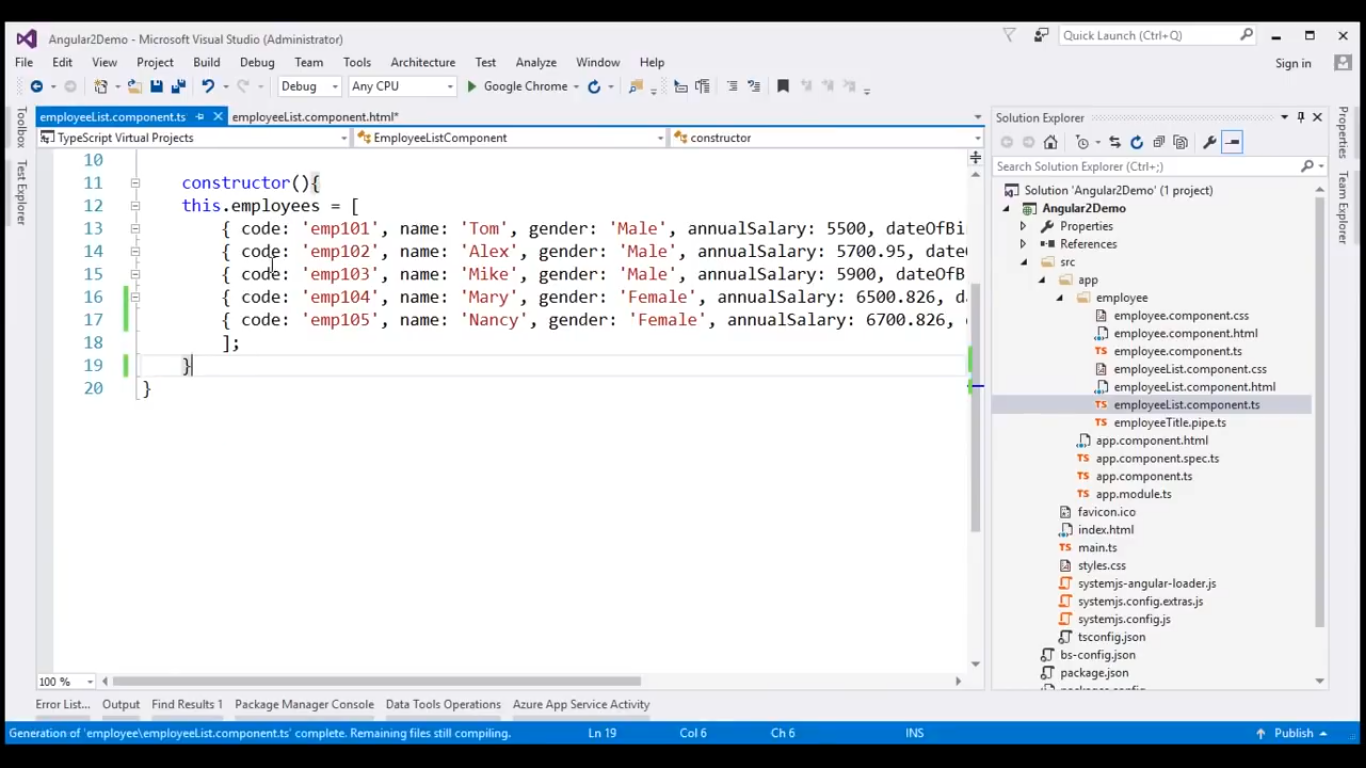 Angular2Demo - Microsoft Visual Studio (Administrator)
Quick Launch (Ctrl+Q)
File Edit View Project Build Debug Team Tools Architecture Test Analyze Window Help
Sign in
Debug Any CPU Google Chrome
Toolbox
Test Explorer
employeeList.component.ts employeeList.component.html*
TypeScript Virtual Projects EmployeeListComponent constructor
10
11 constructor(){
12 this.employees = [
13 { code: 'emp101', name: 'Tom', gender: 'Male', annualSalary: 5500, dateOfBi
14 { code: 'emp102', name: 'Alex', gender: 'Male', annualSalary: 5700.95, date
15 { code: 'emp103', name: 'Mike', gender: 'Male', annualSalary: 5900, dateOfB
16 { code: 'emp104', name: 'Mary', gender: 'Female', annualSalary: 6500.826, da
17 { code: 'emp105', name: 'Nancy', gender: 'Female', annualSalary: 6700.826,
18 ];
19 }
20 }
100 %
Solution Explorer
Search Solution Explorer (Ctrl+;)
Solution 'Angular2Demo' (1 project)
Angular2Demo
Properties
References
src
app
employee
employee.component.css
employee.component.html
TS employee.component.ts
employeeList.component.css
employeeList.component.html
TS employeeList.component.ts
TS employeeTitle.pipe.ts
app.component.html
TS app.component.spec.ts
TS app.component.ts
TS app.module.ts
favicon.ico
index.html
TS main.ts
styles.css
systemjs-angular-loader.js
systemjs.config.extras.js
systemjs.config.js
tsconfig.json
bs-config.json
package.json
Properties
Team Explorer
Error List... Output Find Results 1 Package Manager Console Data Tools Operations Azure App Service Activity
Generation of 'employee\employeeList.component.ts' complete. Remaining files still compiling. Ln 19 Col 6 Ch 6 INS Publish